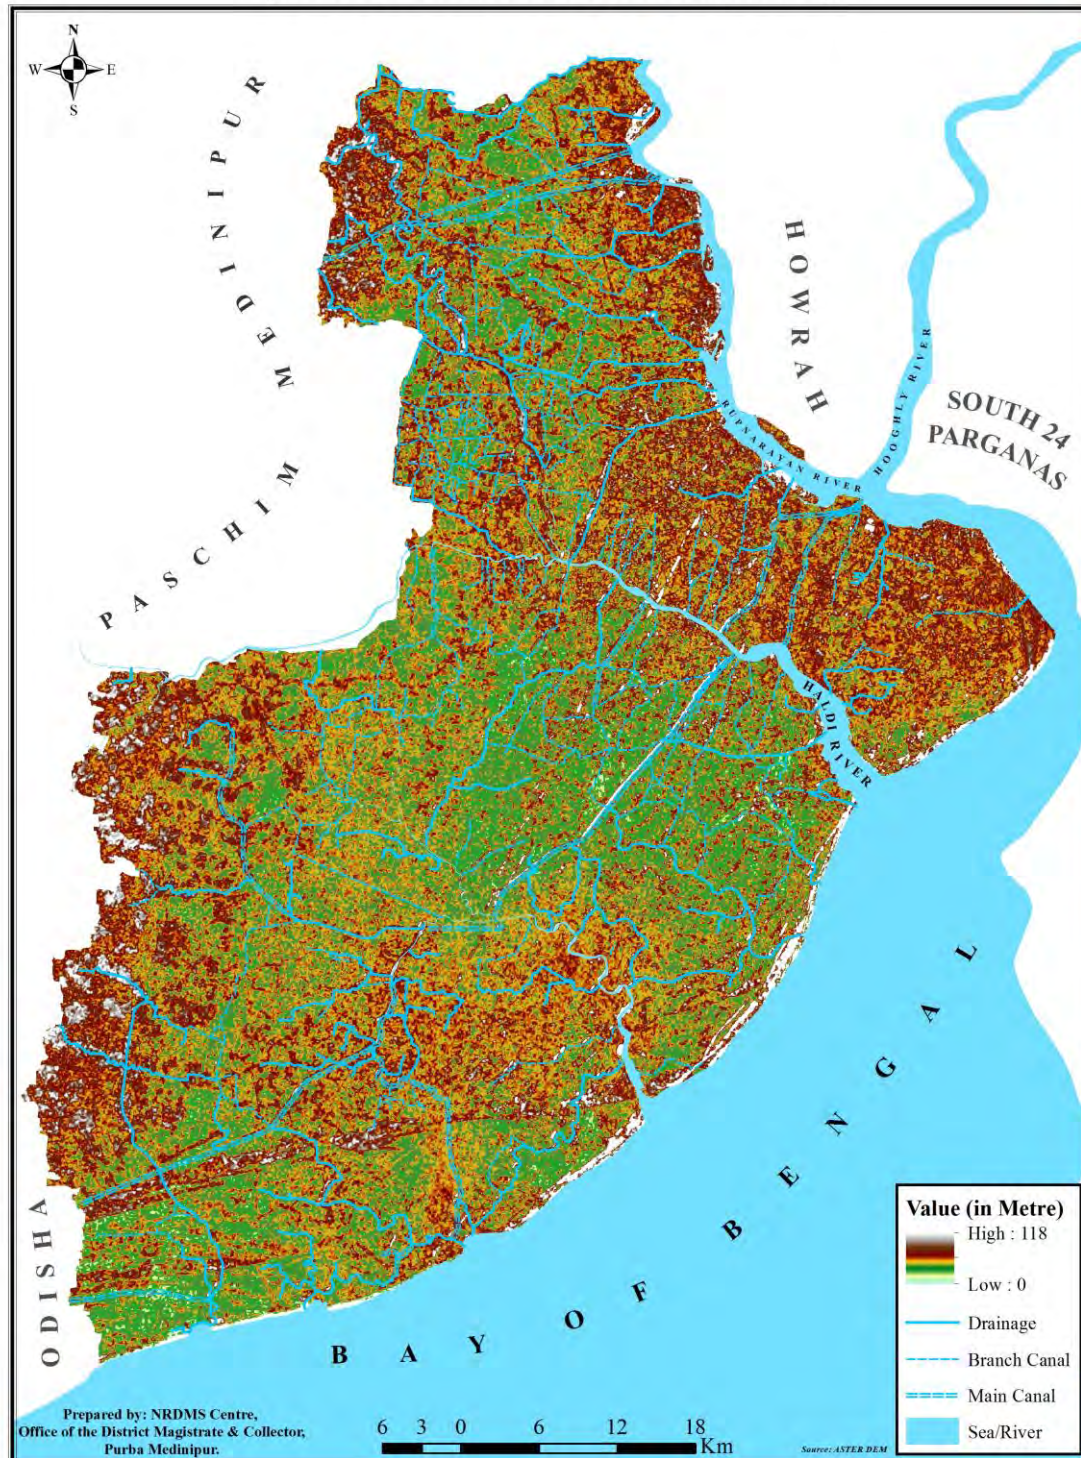 N
W E
S
PASCHIM MEDINIPUR
HOWRAH
HOOGHLY RIVER
SOUTH 24
PARGANAS
RUPNARAYAN RIVER
HALDI RIVER
ODISHA
BAY OF BENGAL
Value (in Metre)
High : 118
Low : 0
Drainage
Branch Canal
Main Canal
Sea/River
Prepared by: NRDMS Centre,
Office of the District Magistrate & Collector,
Purba Medinipur.
6 3 0 6 12 18
Km
Source: ASTER DEM